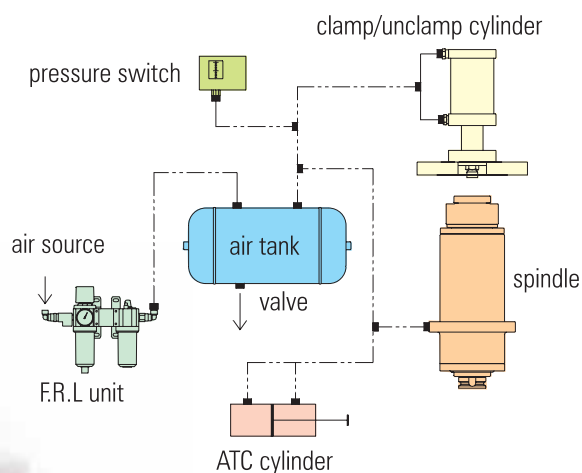 clamp/unclamp cylinder
pressure switch
air source
air tank
spindle
valve
F.R.L unit
ATC cylinder